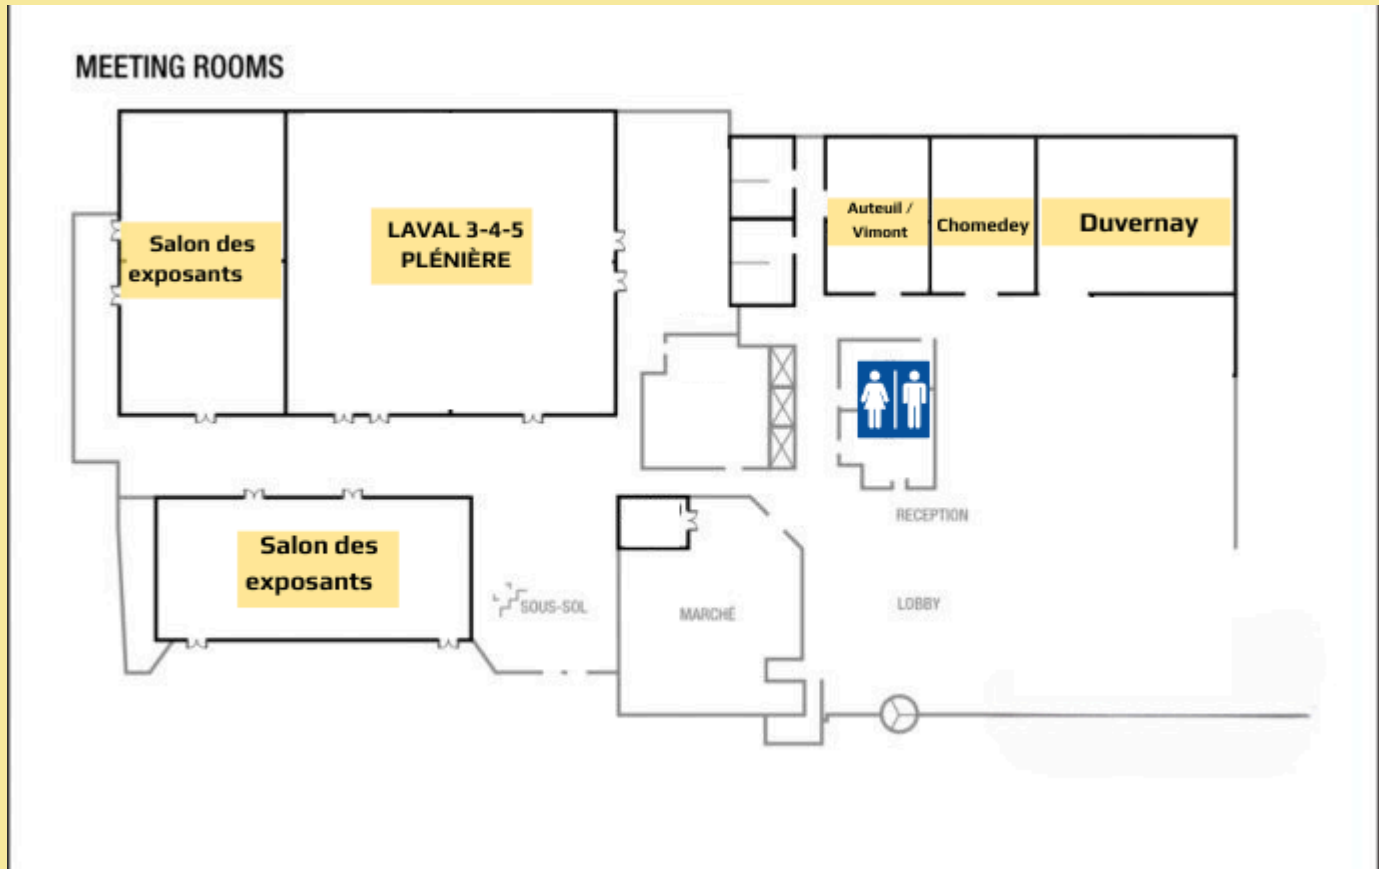 MEETING ROOMS
Salon des
exposants
LAVAL 3-4-5
PLÉNIÈRE
Auteuil /
Vimont
Chomedey
Duvernay
RECEPTION
Salon des
exposants
SOUS-SOL
MARCHÉ
LOBBY